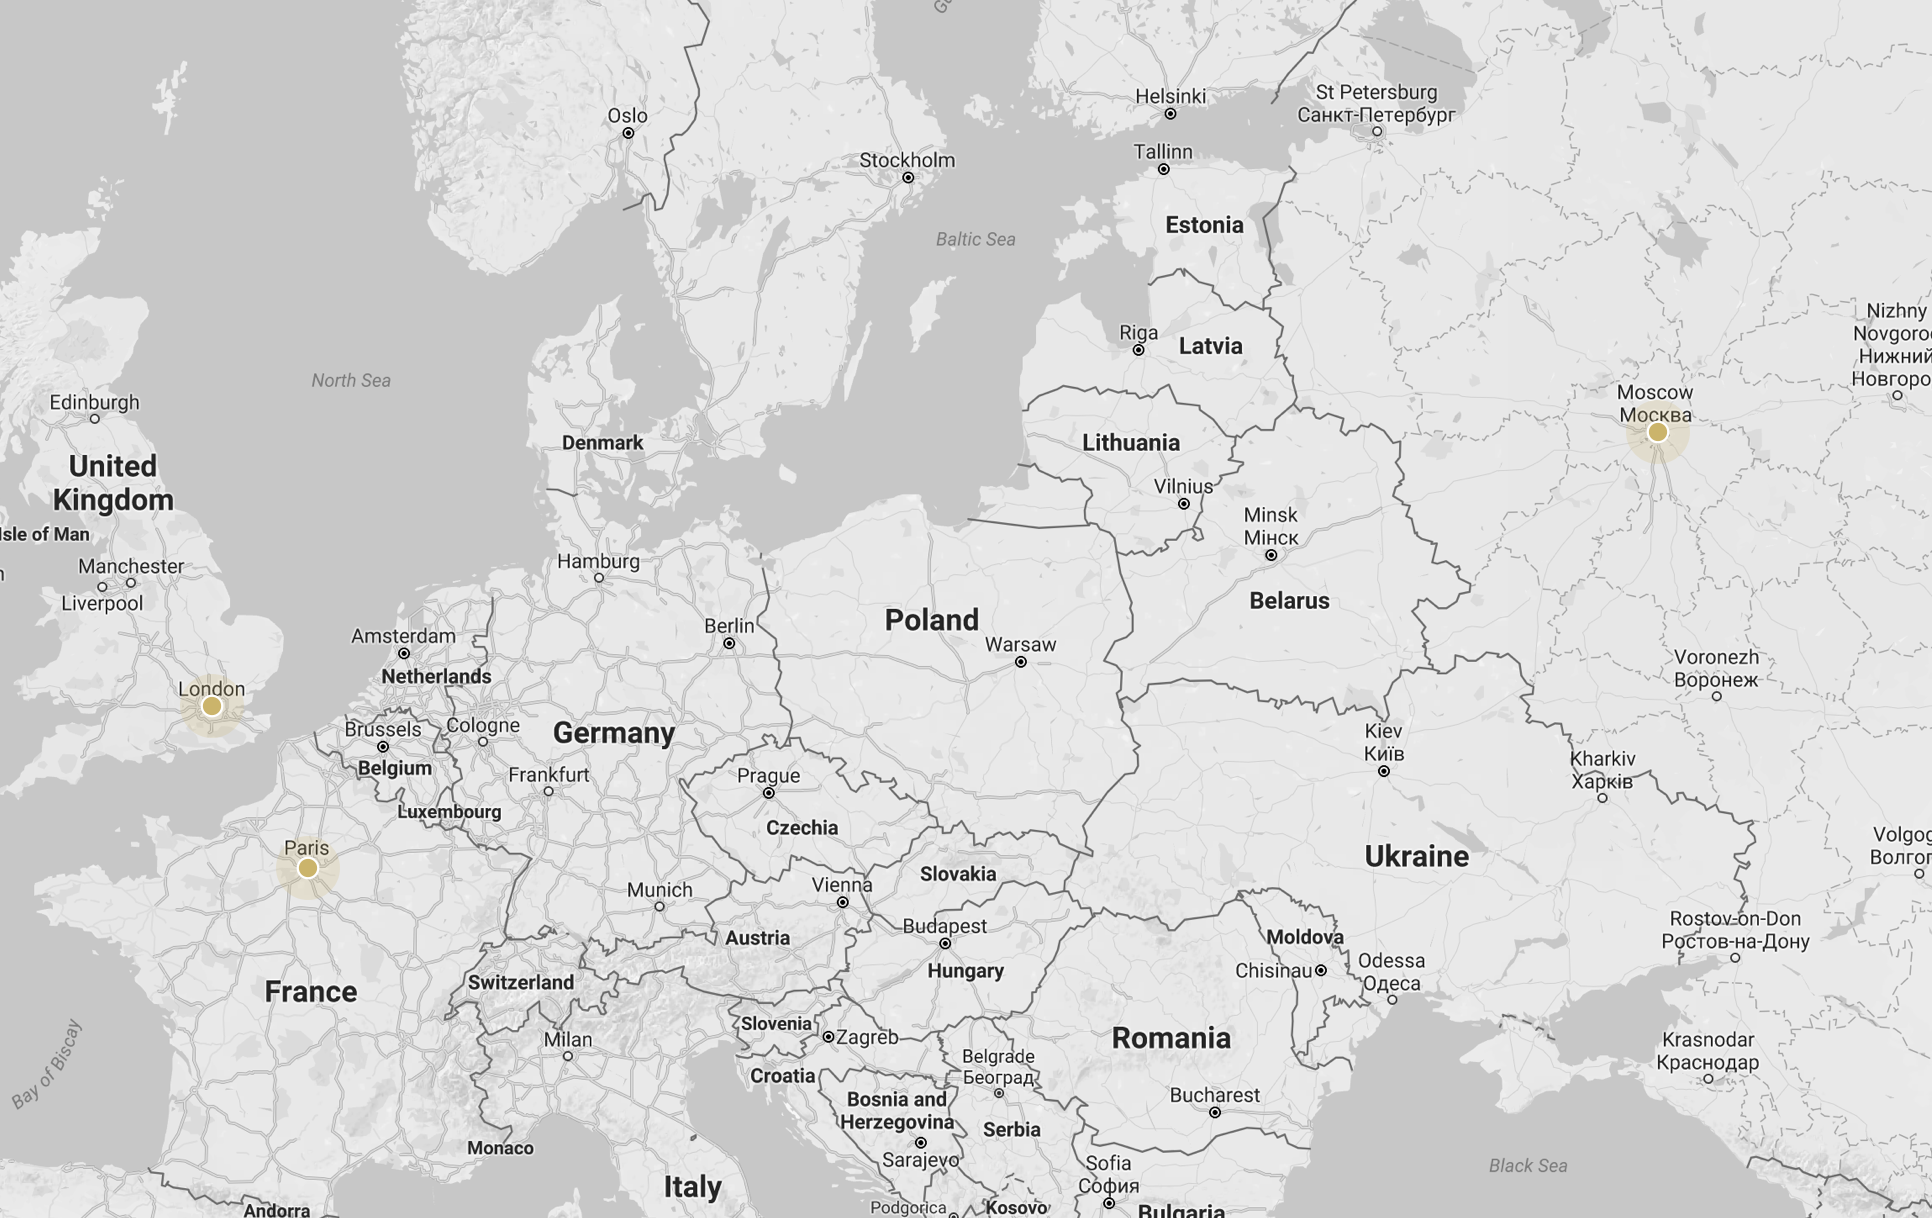 Oslo
Helsinki
St Petersburg
Санкт-Петербург
Stockholm
Tallinn
Estonia
Baltic Sea
Nizhny
Нижний
Riga
Latvia
North Sea
Edinburgh
Moscow
Москва
Denmark
Lithuania
United
Kingdom
Vilnius
Minsk
Мінск
Isle of Man
Hamburg
Manchester
Liverpool
Belarus
Poland
Berlin
Amsterdam
Warsaw
Netherlands
Voronezh
Воронеж
London
Brussels
Cologne
Germany
Kiev
Київ
Belgium
Frankfurt
Prague
Kharkiv
Харків
Luxembourg
Czechia
Paris
Ukraine
Slovakia
Munich
Vienna
Budapest
Rostov-on-Don
Ростов-на-Дону
Austria
Moldova
Hungary
Chisinau
Odessa
Одеса
Switzerland
France
Slovenia
Zagreb
Milan
Romania
Krasnodar
Краснодар
Belgrade
Београд
Croatia
Bay of Biscay
Bosnia and
Herzegovina
Bucharest
Serbia
Monaco
Sarajevo
Sofia
София
Black Sea
Italy
Andorra
Podgorica
Kosovo
Bulgaria